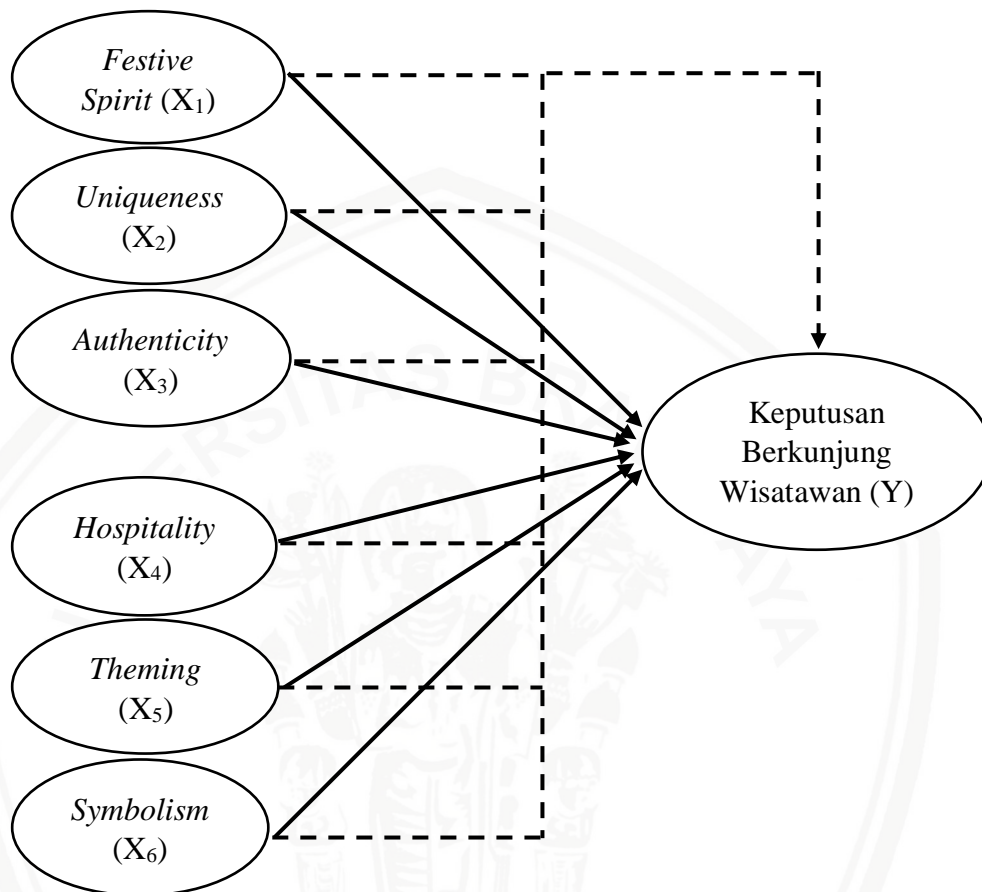 Festive
Spirit (X₁)
Uniqueness
(X₂)
Authenticity
(X₃)
Hospitality
(X₄)
Theming
(X₅)
Symbolism
(X₆)
Keputusan
Berkunjung
Wisatawan (Y)